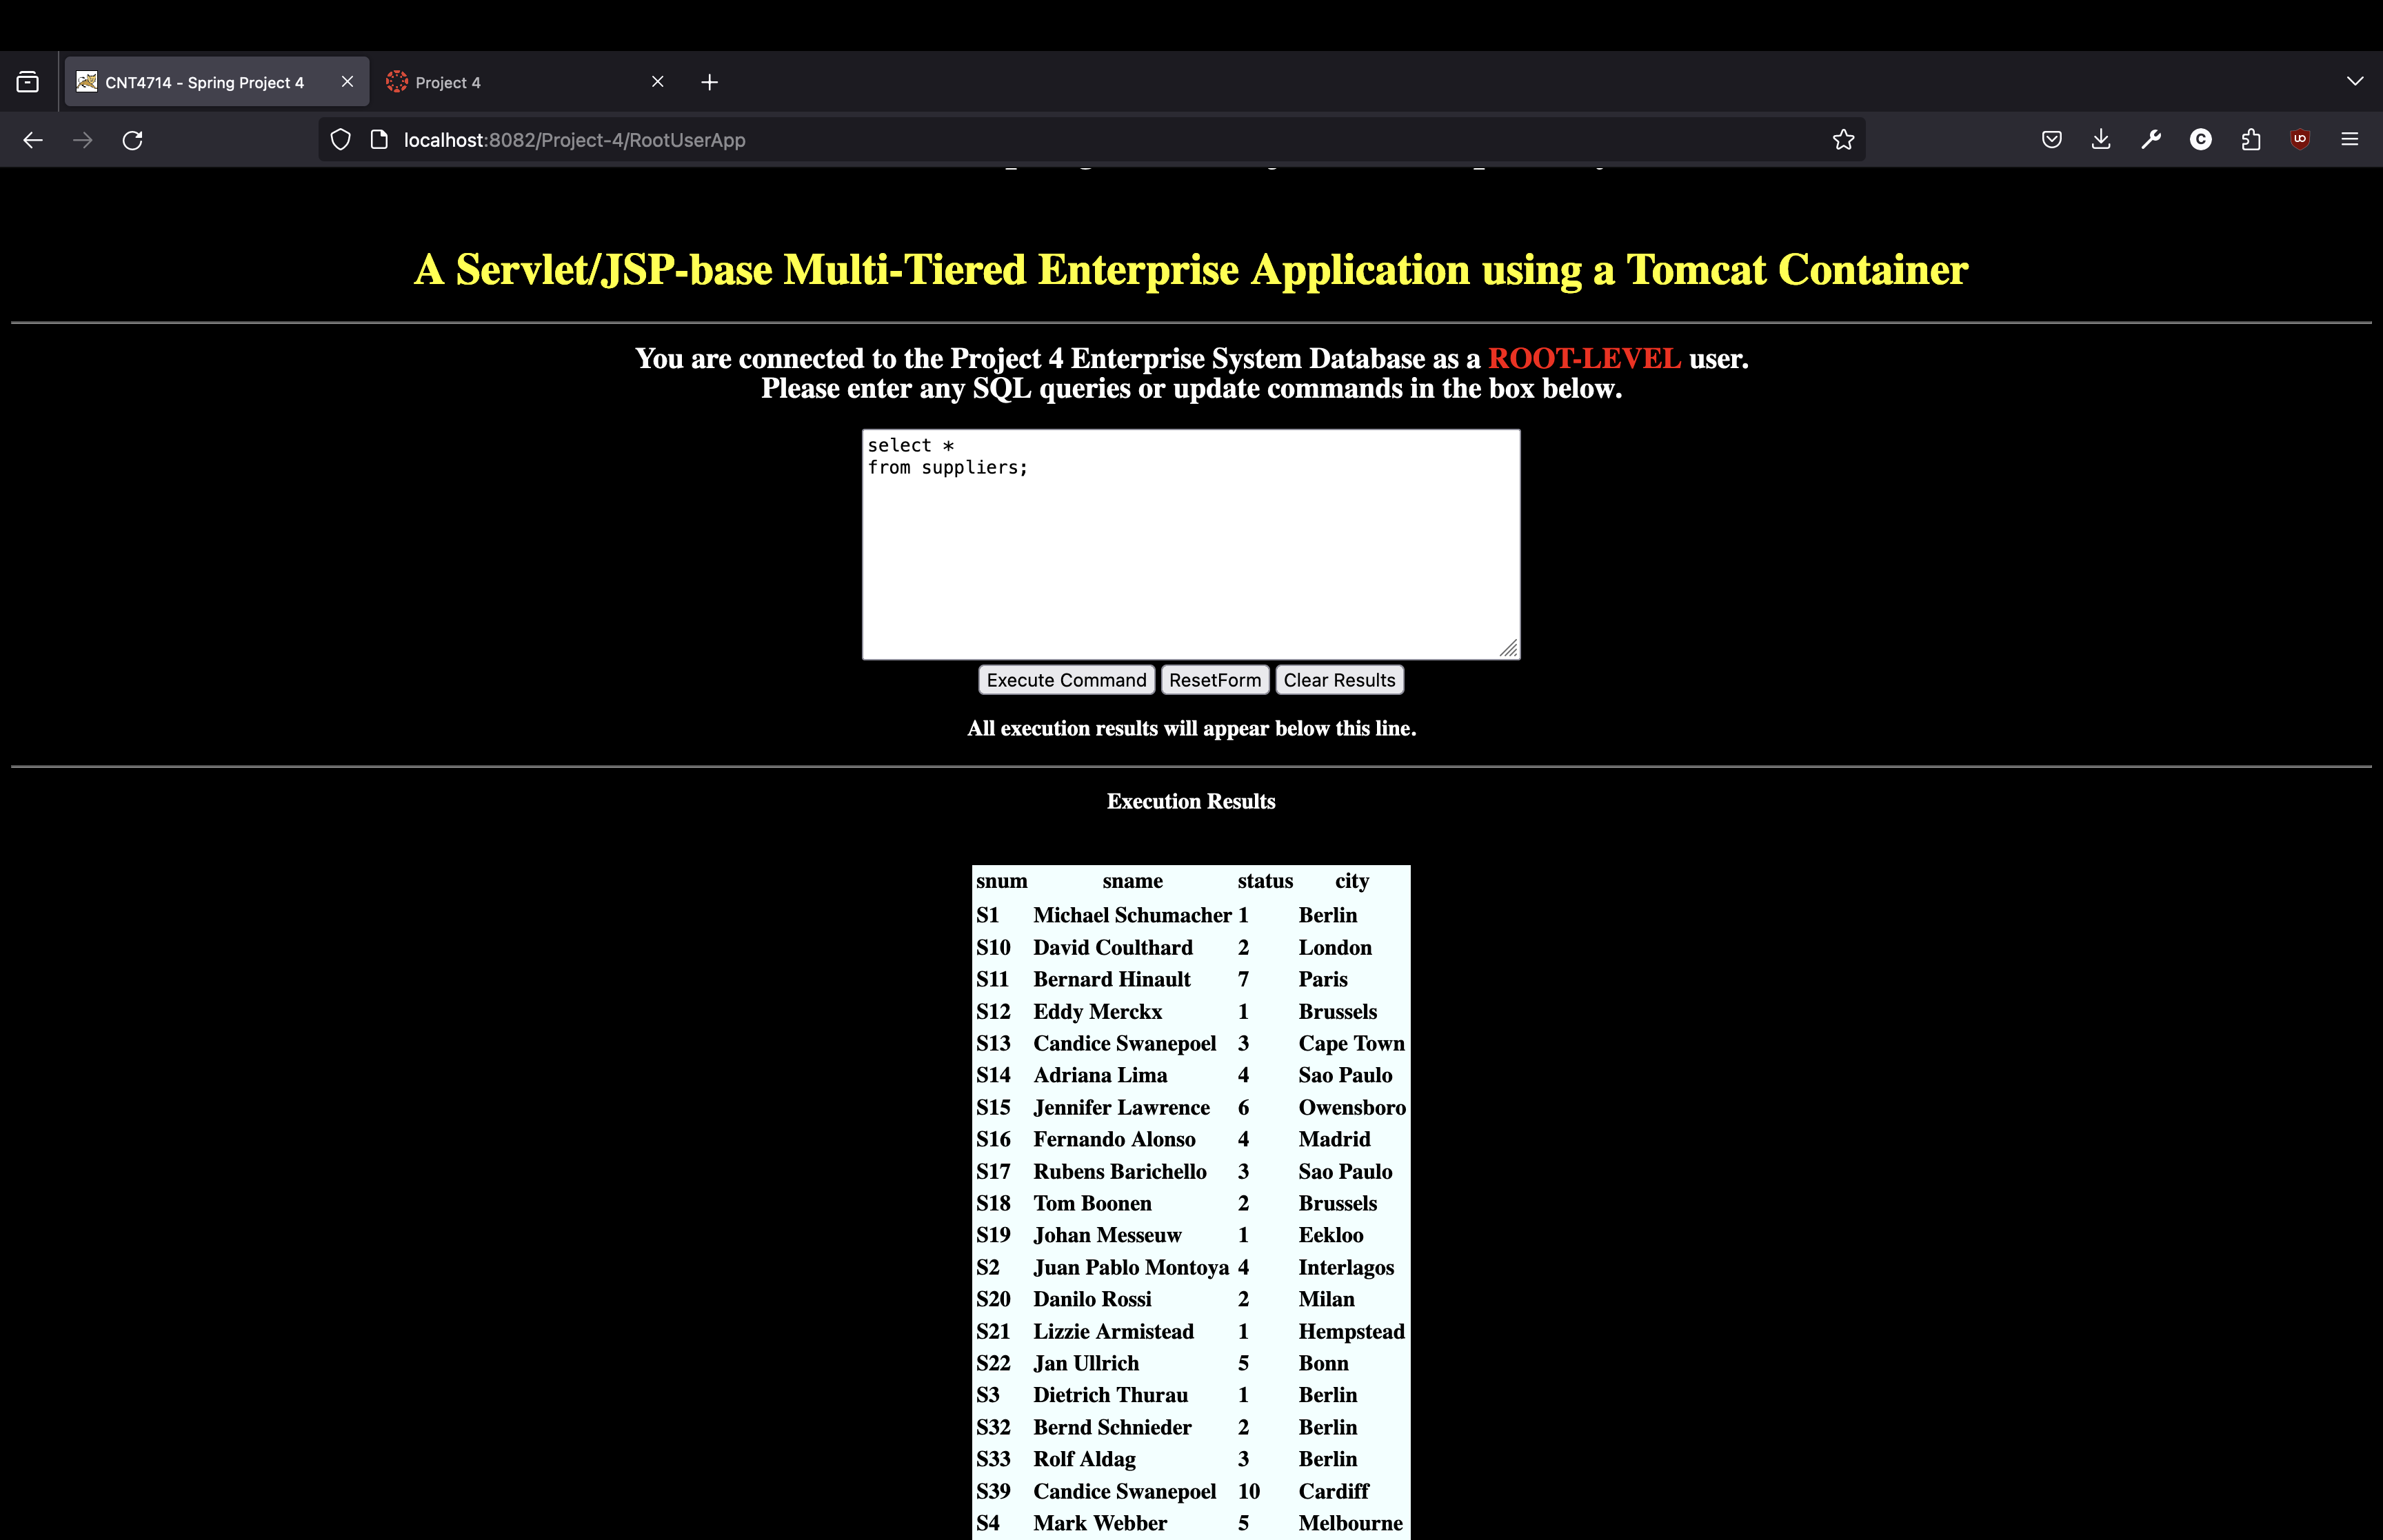 CNT4714 - Spring Project 4
Project 4
localhost:8082/Project-4/RootUserApp
A Servlet/JSP-base Multi-Tiered Enterprise Application using a Tomcat Container
You are connected to the Project 4 Enterprise System Database as a ROOT-LEVEL user.
Please enter any SQL queries or update commands in the box below.
select *
from suppliers;
Execute Command ResetForm Clear Results
All execution results will appear below this line.
Execution Results
snum sname status city
S1 Michael Schumacher 1 Berlin
S10 David Coulthard 2 London
S11 Bernard Hinault 7 Paris
S12 Eddy Merckx 1 Brussels
S13 Candice Swanepoel 3 Cape Town
S14 Adriana Lima 4 Sao Paulo
S15 Jennifer Lawrence 6 Owensboro
S16 Fernando Alonso 4 Madrid
S17 Rubens Barichello 3 Sao Paulo
S18 Tom Boonen 2 Brussels
S19 Johan Messeuw 1 Eekloo
S2 Juan Pablo Montoya 4 Interlagos
S20 Danilo Rossi 2 Milan
S21 Lizzie Armistead 1 Hempstead
S22 Jan Ullrich 5 Bonn
S3 Dietrich Thurau 1 Berlin
S32 Bernd Schnieder 2 Berlin
S33 Rolf Aldag 3 Berlin
S39 Candice Swanepoel 10 Cardiff
S4 Mark Webber 5 Melbourne